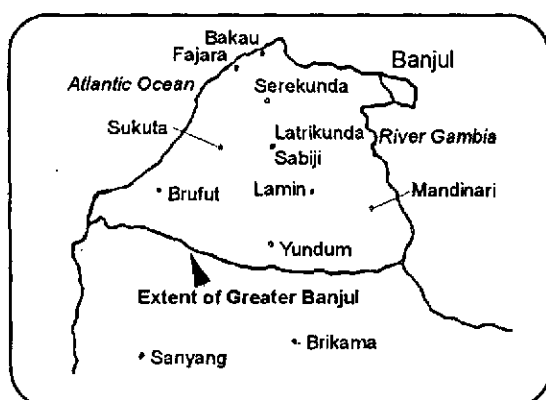 Bakau
Fajara
Banjul
Atlantic Ocean
Serekunda
Sukuta
Latrikunda
Sabiji
River Gambia
Brufut
Lamin
Mandinari
Yundum
Extent of Greater Banjul
Brikama
Sanyang